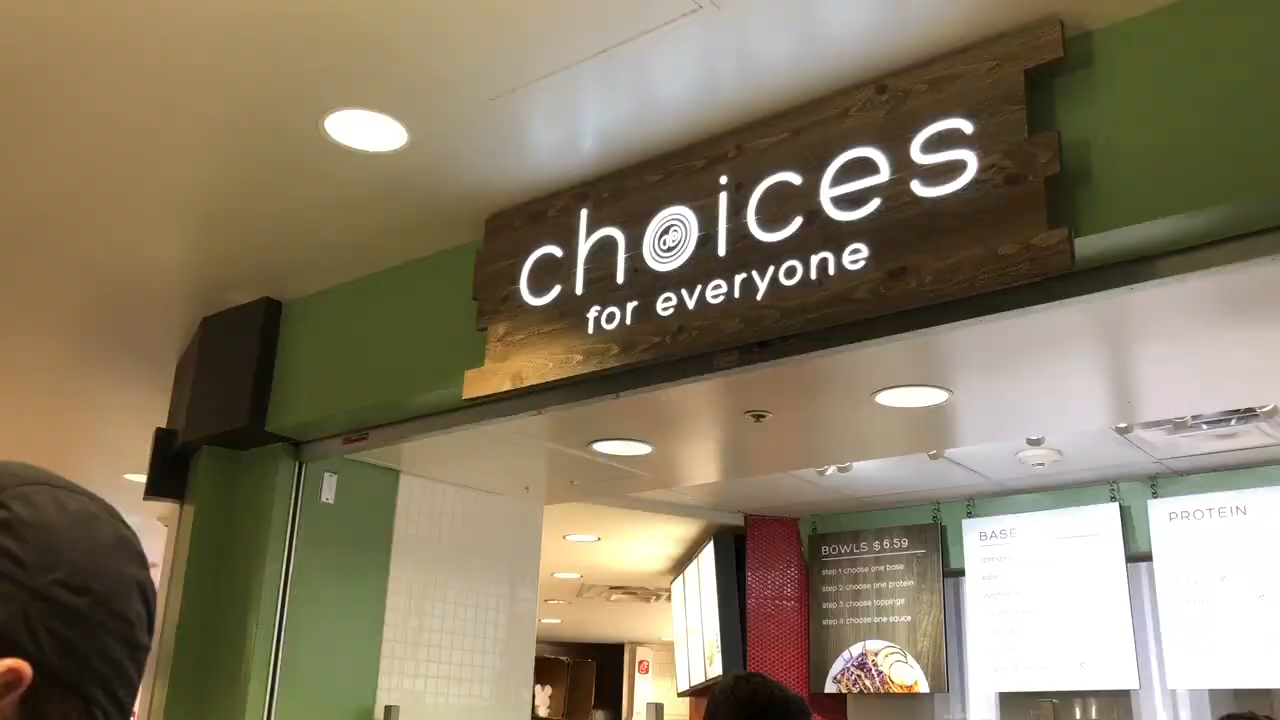 choices
for everyone
BOWLS $6.59
step 1: choose one base
step 2: choose one protein
step 3: choose toppings
step 4: choose one sauce
BASE
PROTEIN